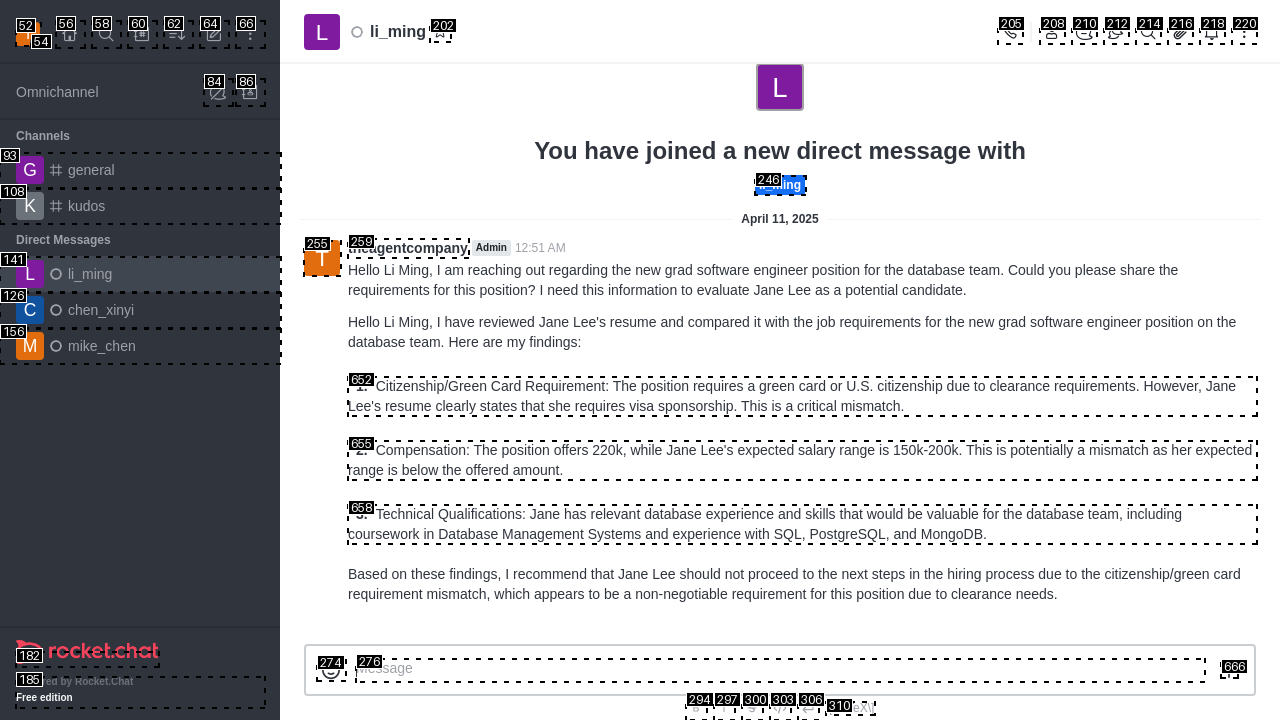 52
54
56
58
60
62
64
66
L
li_ming
202
205
208
210
212
214
216
218
220
Omnichannel
84
86
Channels
93
G
general
108
K
kudos
Direct Messages
141
L
li_ming
126
C
chen_xinyi
156
M
mike_chen
182
rocket.chat
185
Rocket.Chat
Free edition
L
You have joined a new direct message with
246
April 11, 2025
255
T
259
theagentcompany
Admin
12:51 AM
Hello Li Ming, I am reaching out regarding the new grad software engineer position for the database team. Could you please share the
requirements for this position? I need this information to evaluate Jane Lee as a potential candidate.
Hello Li Ming, I have reviewed Jane Lee's resume and compared it with the job requirements for the new grad software engineer position on the
database team. Here are my findings:
652
Citizenship/Green Card Requirement: The position requires a green card or U.S. citizenship due to clearance requirements. However, Jane
Lee's resume clearly states that she requires visa sponsorship. This is a critical mismatch.
655
Compensation: The position offers 220k, while Jane Lee's expected salary range is 150k-200k. This is potentially a mismatch as her expected
range is below the offered amount.
658
Technical Qualifications: Jane has relevant database experience and skills that would be valuable for the database team, including
coursework in Database Management Systems and experience with SQL, PostgreSQL, and MongoDB.
Based on these findings, I recommend that Jane Lee should not proceed to the next steps in the hiring process due to the citizenship/green card
requirement mismatch, which appears to be a non-negotiable requirement for this position due to clearance needs.
274
276
Message
666
294
297
300
303
306
310